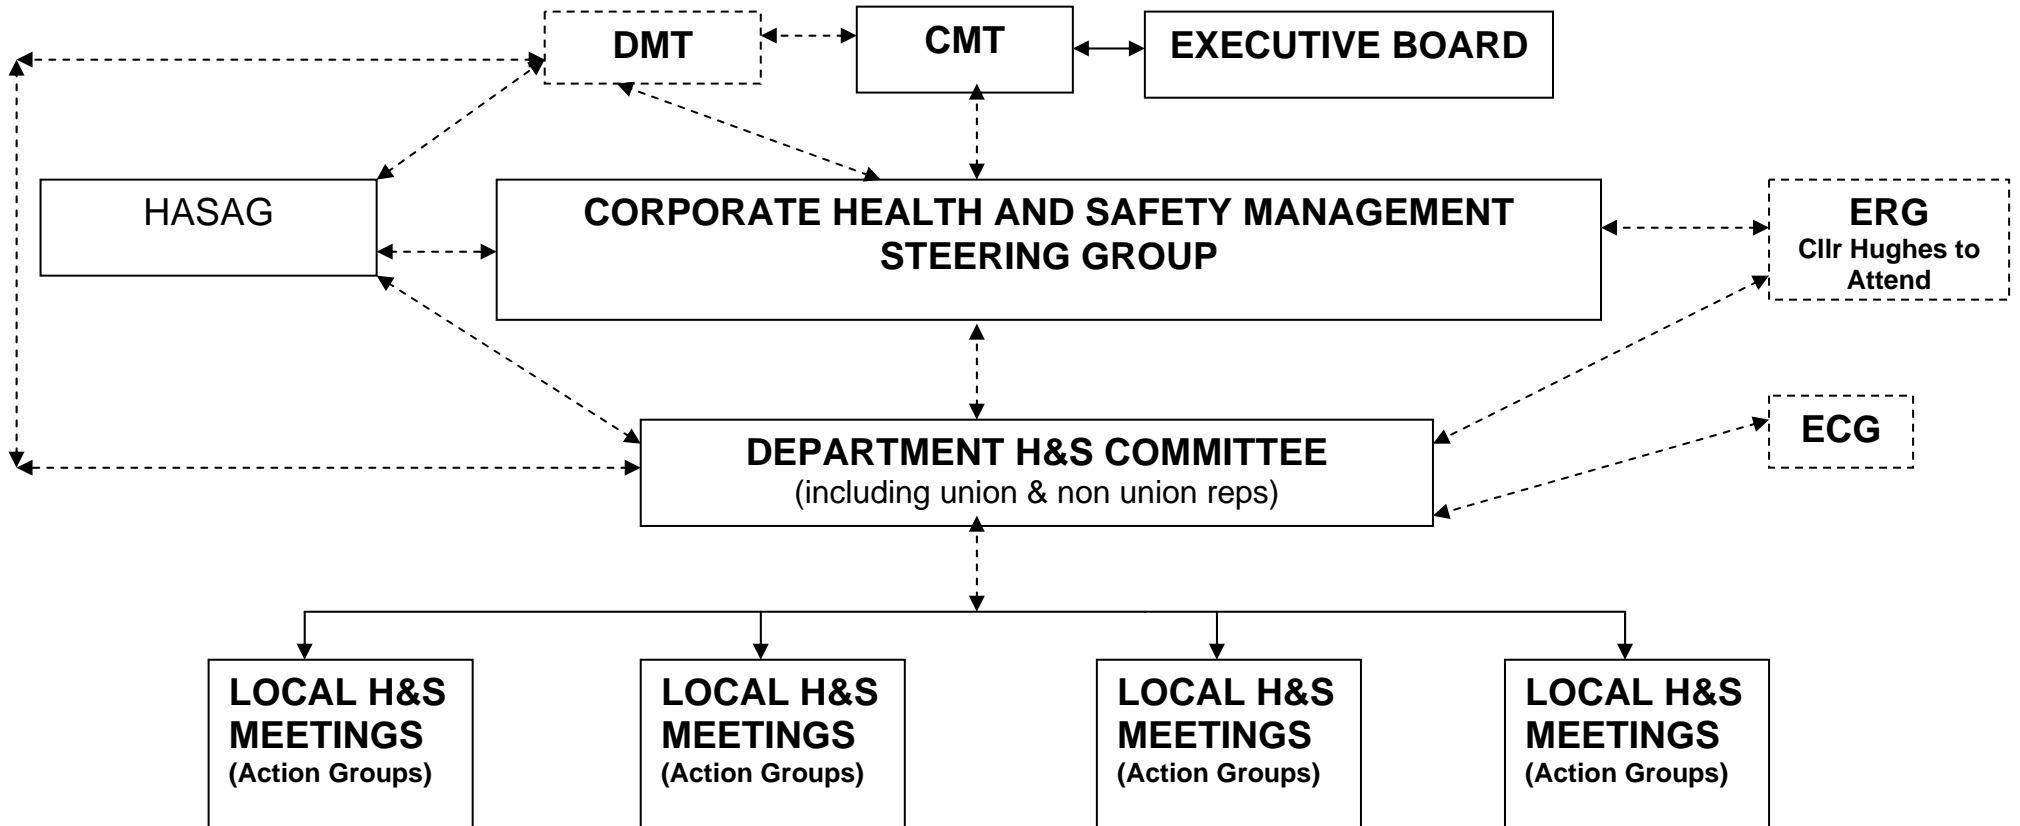 DMT
CMT
EXECUTIVE BOARD
HASAG
CORPORATE HEALTH AND SAFETY MANAGEMENT
STEERING GROUP
ERG
Cllr Hughes to
Attend
DEPARTMENT H&S COMMITTEE
(including union & non union reps)
ECG
LOCAL H&S
MEETINGS
(Action Groups)
LOCAL H&S
MEETINGS
(Action Groups)
LOCAL H&S
MEETINGS
(Action Groups)
LOCAL H&S
MEETINGS
(Action Groups)